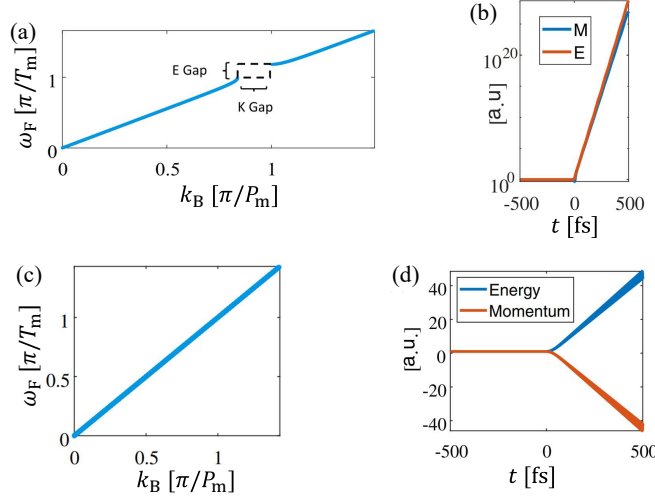 (a)
ω_F [π/T_m]
1
0
E Gap
K Gap
0
0.5
1
k_B [π/P_m]
(b)
[a.u]
10^20
10^0
M
E
-500
0
500
t [fs]
(c)
ω_F [π/T_m]
1
0.5
0
0
0.5
1
k_B [π/P_m]
(d)
[a.u.]
40
20
0
-20
-40
Energy
Momentum
-500
0
500
t [fs]